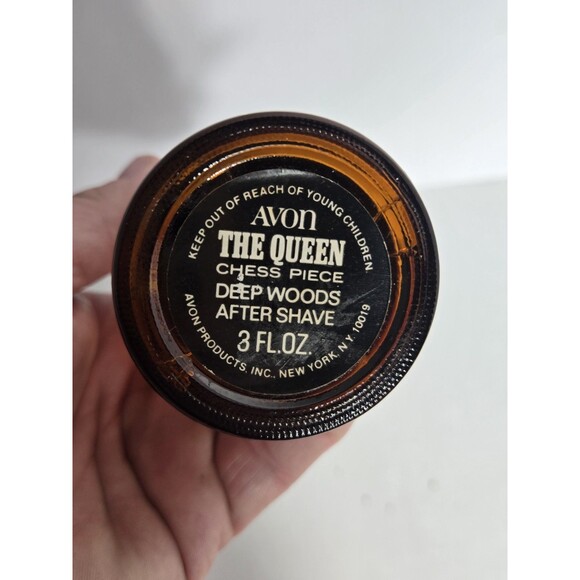 KEEP OUT OF REACH OF YOUNG CHILDREN.
AVON
THE QUEEN
CHESS PIECE
DEEP WOODS
AFTER SHAVE
3 FL.OZ.
AVON PRODUCTS, INC., NEW YORK, N.Y. 10019